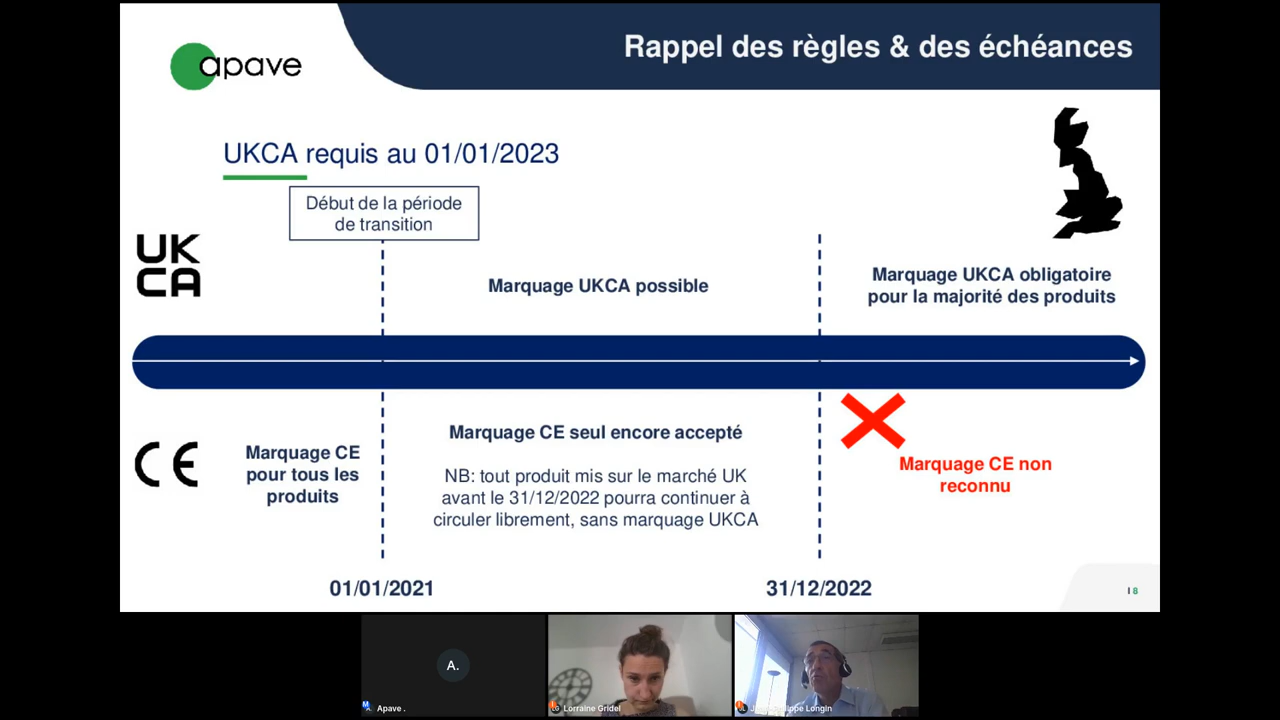 apave
Rappel des règles & des échéances
UKCA requis au 01/01/2023
Début de la période
de transition
UK
CA
Marquage UKCA possible
Marquage UKCA obligatoire
pour la majorité des produits
CE
Marquage CE
pour tous les
produits
Marquage CE seul encore accepté
NB: tout produit mis sur le marché UK
avant le 31/12/2022 pourra continuer à
circuler librement, sans marquage UKCA
Marquage CE non
reconnu
01/01/2021
31/12/2022
I 8
A.
Apave .
Lorraine Gridel
Longin